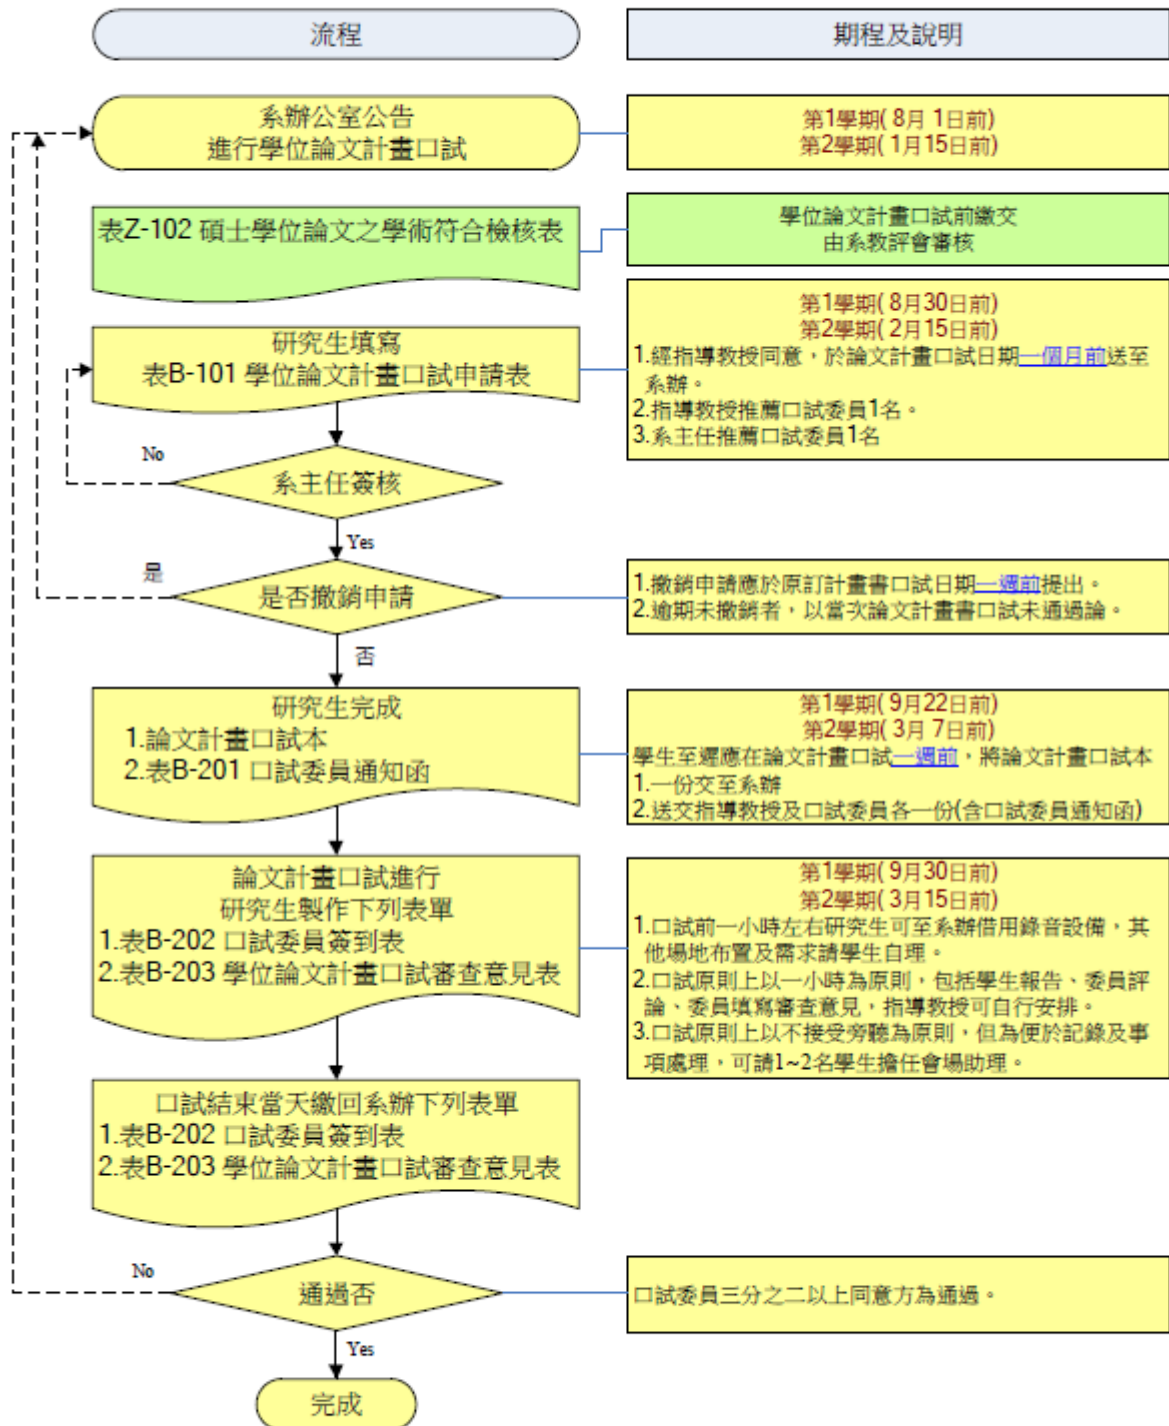 流程
期程及說明
系辦公室公告
進行學位論文計畫口試
第1學期( 8月 1日前)
第2學期( 1月15日前)
表Z-102 碩士學位論文之學術符合檢核表
學位論文計畫口試前繳交
由系教評會審核
研究生填寫
表B-101 學位論文計畫口試申請表
第1學期( 8月30日前)
第2學期( 2月15日前)
1.經指導教授同意，於論文計畫口試日期一個月前送至
系辦。
2.指導教授推薦口試委員1名。
3.系主任推薦口試委員1名
No
系主任簽核
Yes
是
是否撤銷申請
1.撤銷申請應於原訂計畫書口試日期一週前提出。
2.逾期未撤銷者，以當次論文計畫書口試未通過論。
否
研究生完成
1.論文計畫口試本
2.表B-201 口試委員通知函
第1學期( 9月22日前)
第2學期( 3月 7日前)
學生至遲應在論文計畫口試一週前，將論文計畫口試本
1.一份交至系辦
2.送交指導教授及口試委員各一份(含口試委員通知函)
論文計畫口試進行
研究生製作下列表單
1.表B-202 口試委員簽到表
2.表B-203 學位論文計畫口試審查意見表
第1學期( 9月30日前)
第2學期( 3月15日前)
1.口試前一小時左右研究生可至系辦借用錄音設備，其
他場地布置及需求請學生自理。
2.口試原則上以一小時為原則，包括學生報告、委員評
論、委員填寫審查意見，指導教授可自行安排。
3.口試原則上以不接受旁聽為原則，但為便於記錄及事
項處理，可請1~2名學生擔任會場助理。
口試結束當天繳回系辦下列表單
1.表B-202 口試委員簽到表
2.表B-203 學位論文計畫口試審查意見表
No
通過否
口試委員三分之二以上同意方為通過。
Yes
完成